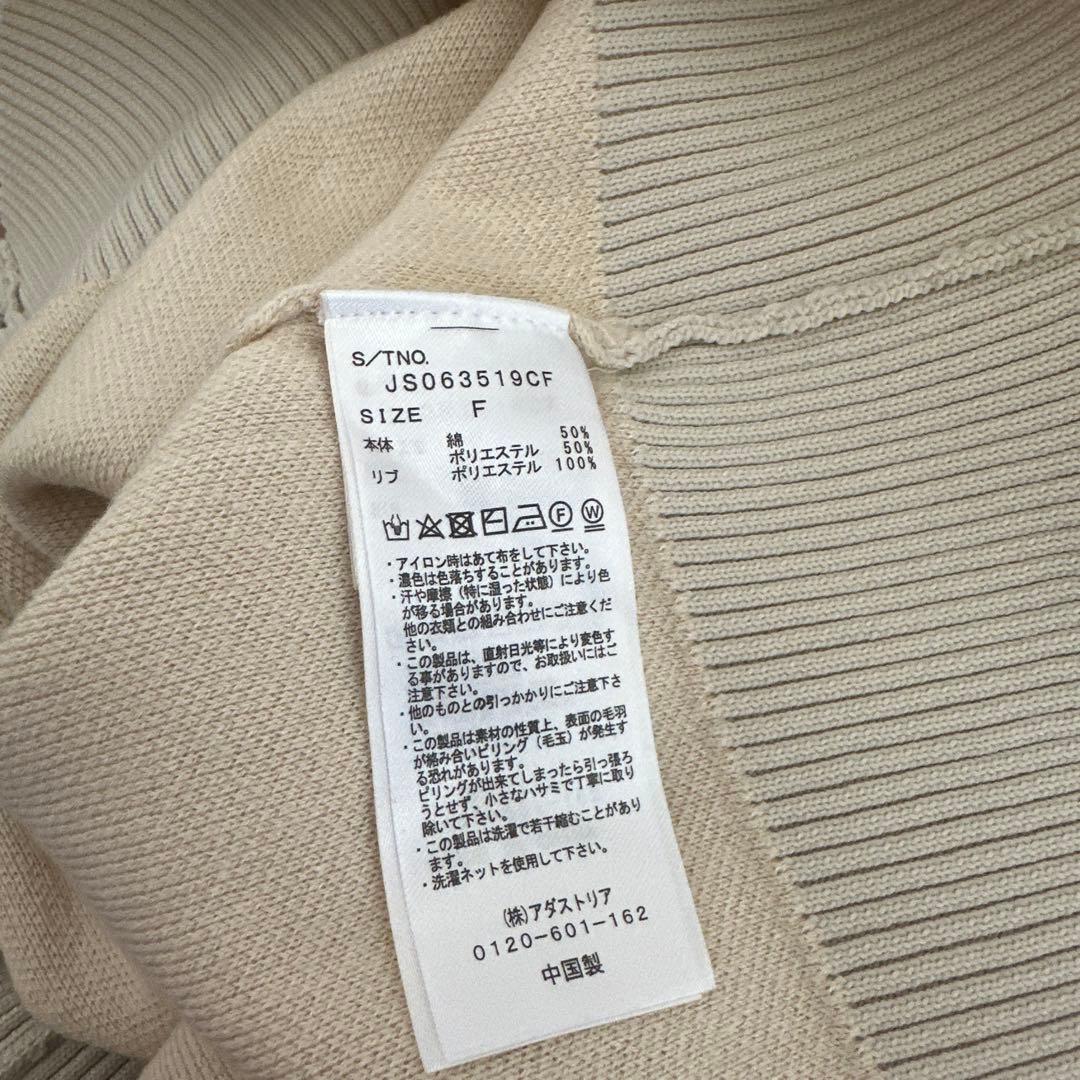 S/TNO.
JS063519CF
SIZE F
本体 綿 50%
ポリエステル 50%
リブ ポリエステル 100%
F W
・アイロン時はあて布をして下さい。
・濃色は色落ちすることがあります。
・汗や摩擦（特に湿った状態）により色
が移る場合があります。
他の衣類との組み合わせにご注意くだ
さい。
・この製品は、直射日光等により変色す
る事がありますので、お取扱いにはご
注意下さい。
・他のものとの引っかかりにご注意下さ
い。
・この製品は素材の性質上、表面の毛羽
が絡み合いピリング（毛玉）が発生す
る恐れがあります。
ピリングが出来てしまったら引っ張ろ
うとせず、小さなハサミで丁寧に取り
除いて下さい。
・この製品は洗濯で若干縮むことがあり
ます。
・洗濯ネットを使用して下さい。
(株)アダストリア
0120-601-162
中国製